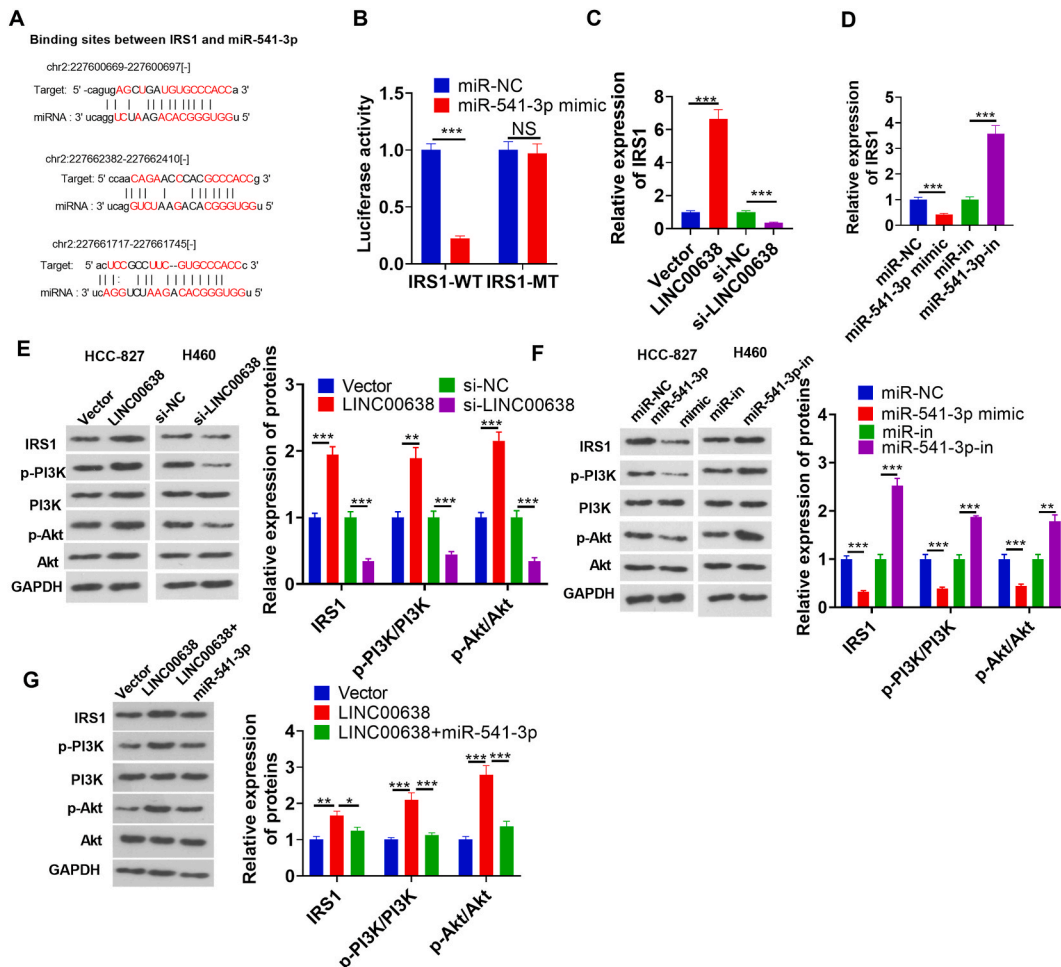 A
Binding sites between IRS1 and miR-541-3p
chr2:227600669-227600697[-]
Target: 5' -cagugAGCUGAUGUGCCCACCa 3'
miRNA : 3' ucaggUCUAAGACACGGGUGGu 5'
chr2:227662382-227662410[-]
Target: 5' ccaaCAGAACCCACGCCCACCg 3'
miRNA : 3' ucagGUCUAAGACACGGGUGGu 5'
chr2:227661717-227661745[-]
Target: 5' acUCCGCCUUC--GUGCCCACCc 3'
miRNA : 3' ucAGGUCUAAGACACGGGUGGu 5'
B
miR-NC
miR-541-3p mimic
Luciferase activity
1.5
1.0
0.5
0.0
***
NS
IRS1-WT
IRS1-MT
C
Relative expression
of IRS1
8
6
4
2
0
***
***
Vector
LINC00638
si-NC
si-LINC00638
D
Relative expression
of IRS1
5
4
3
2
1
0
***
***
miR-NC
miR-541-3p mimic
miR-in
miR-541-3p-in
E
HCC-827
H460
Vector
LINC00638
si-NC
si-LINC00638
IRS1
p-PI3K
PI3K
p-Akt
Akt
GAPDH
Relative expression of proteins
3
2
1
0
Vector
LINC00638
si-NC
si-LINC00638
***
***
**
***
***
***
IRS1
p-PI3K/PI3K
p-Akt/Akt
F
HCC-827
H460
miR-NC
miR-541-3p
mimic
miR-in
miR-541-3p-in
IRS1
p-PI3K
PI3K
p-Akt
Akt
GAPDH
Relative expression of proteins
4
3
2
1
0
miR-NC
miR-541-3p mimic
miR-in
miR-541-3p-in
***
***
***
***
***
**
IRS1
p-PI3K/PI3K
p-Akt/Akt
G
Vector
LINC00638
LINC00638+
miR-541-3p
IRS1
p-PI3K
PI3K
p-Akt
Akt
GAPDH
Relative expression
of proteins
4
3
2
1
0
Vector
LINC00638
LINC00638+miR-541-3p
**
*
***
***
***
***
IRS1
p-PI3K/PI3K
p-Akt/Akt